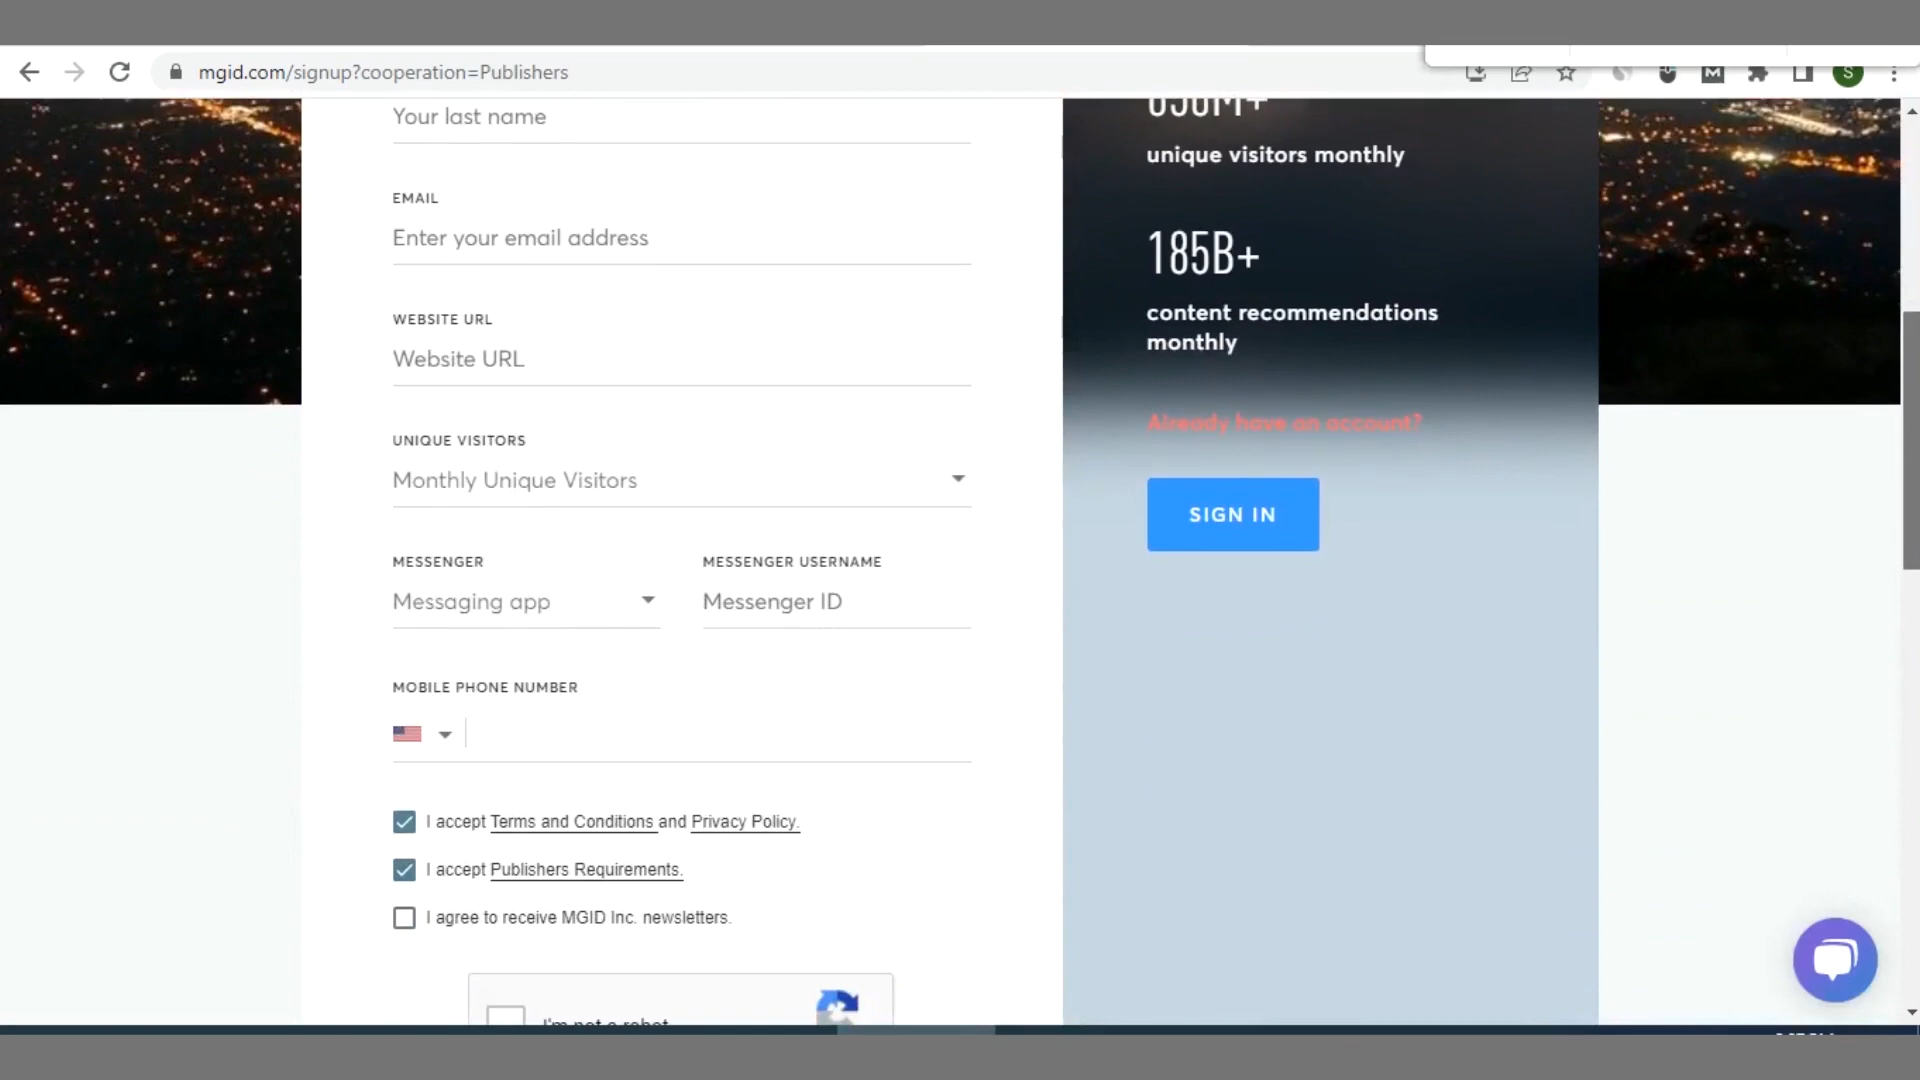 mgid.com/signup?cooperation=Publishers
M
S
Your last name
EMAIL
Enter your email address
WEBSITE URL
Website URL
UNIQUE VISITORS
Monthly Unique Visitors
MESSENGER
MESSENGER USERNAME
Messaging app
Messenger ID
MOBILE PHONE NUMBER
I accept Terms and Conditions and Privacy Policy.
I accept Publishers Requirements.
I agree to receive MGID Inc. newsletters.
I'm not a robot
unique visitors monthly
185B+
content recommendations
monthly
Already have an account?
SIGN IN